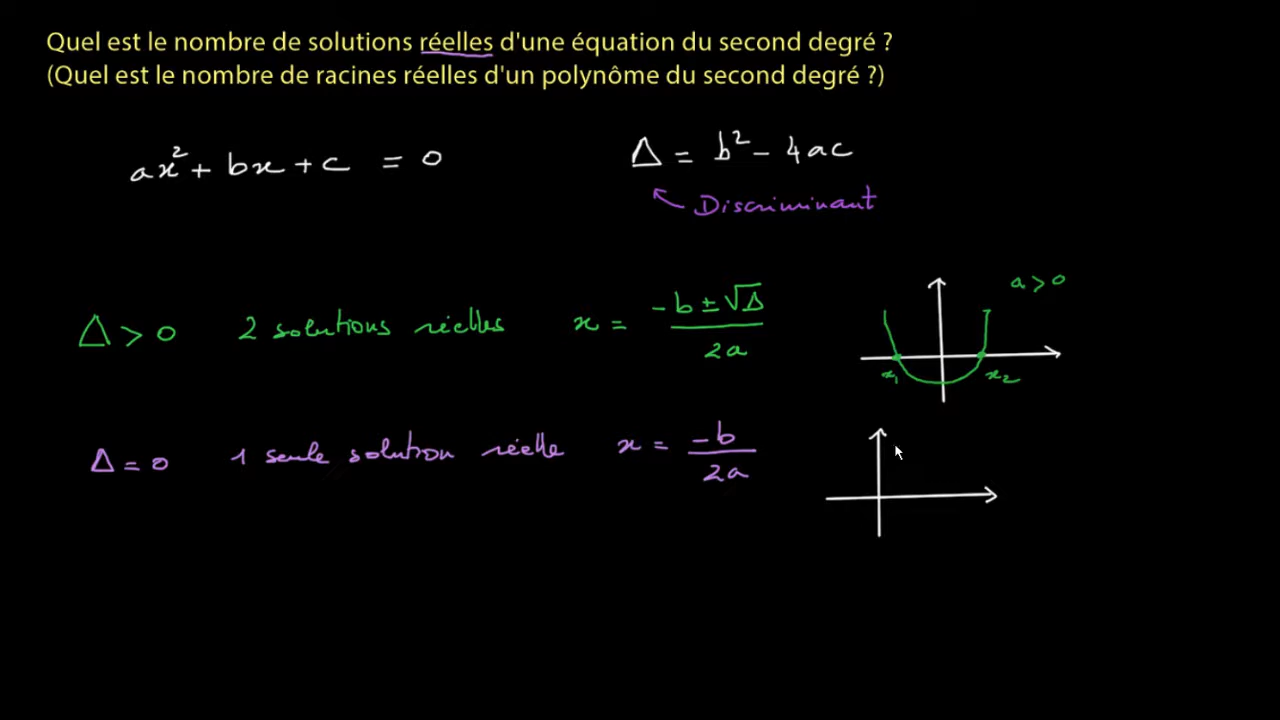 Quel est le nombre de solutions réelles d'une équation du second degré ?
(Quel est le nombre de racines réelles d'un polynôme du second degré ?)
ax² + bx + c = 0
Δ = b² - 4ac
Discriminant
Δ > 0 2 solutions réelles x = (-b ± √Δ) / 2a
a > 0
x₁ x₂
Δ = 0 1 seule solution réelle x = -b / 2a